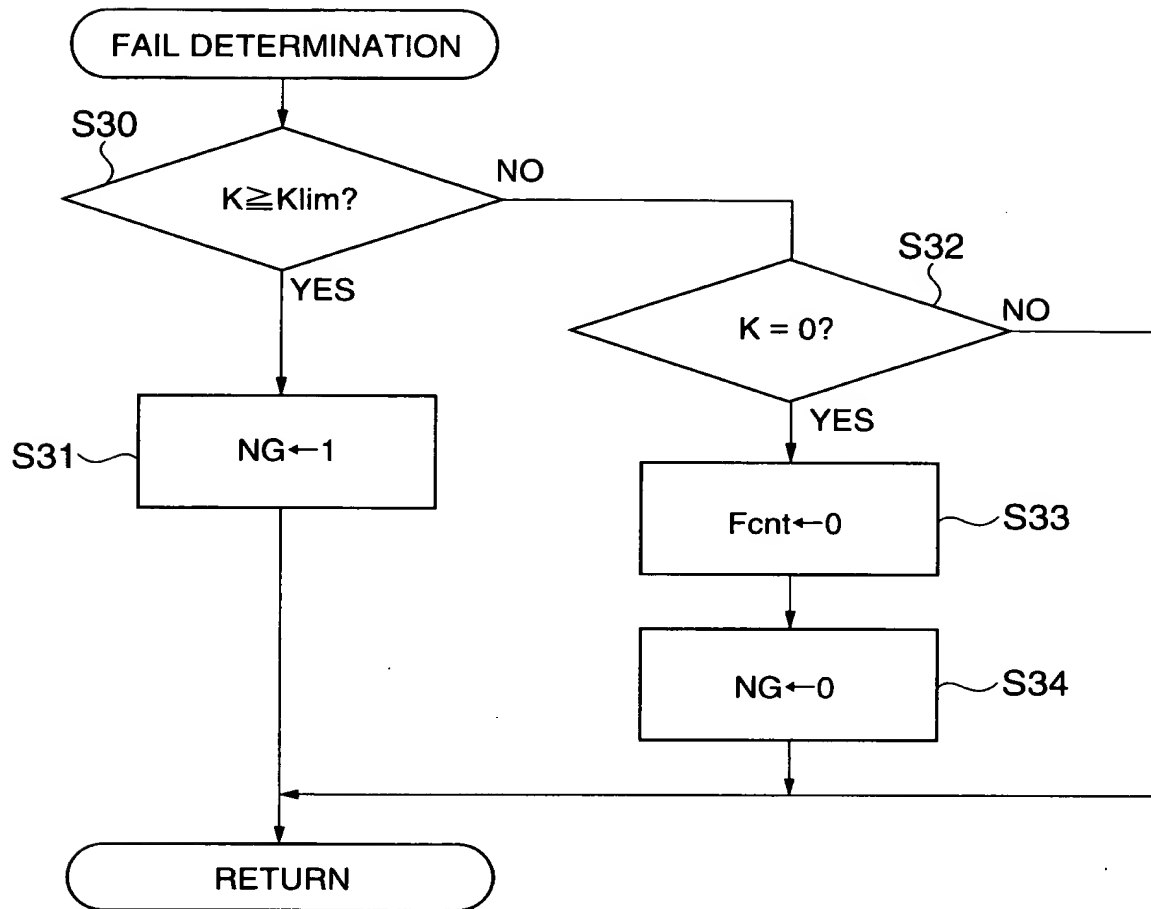 FAIL DETERMINATION
S30
K≧Klim?
NO
YES
S32
K = 0?
NO
YES
S31
NG←1
Fcnt←0
S33
NG←0
S34
RETURN